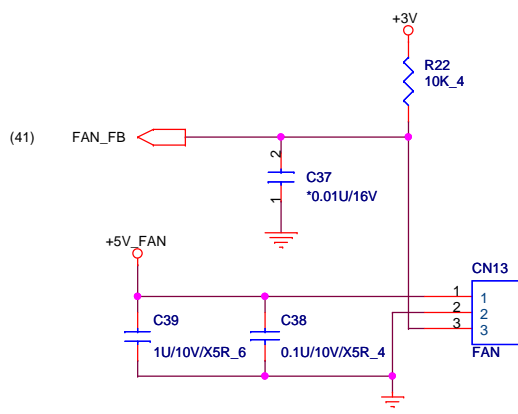 +3V
R22
10K_4
(41) FAN_FB
2
C37
1
*0.01U/16V
+5V_FAN
CN13
1 1
2 2
3 3
FAN
C39
1U/10V/X5R_6
C38
0.1U/10V/X5R_4